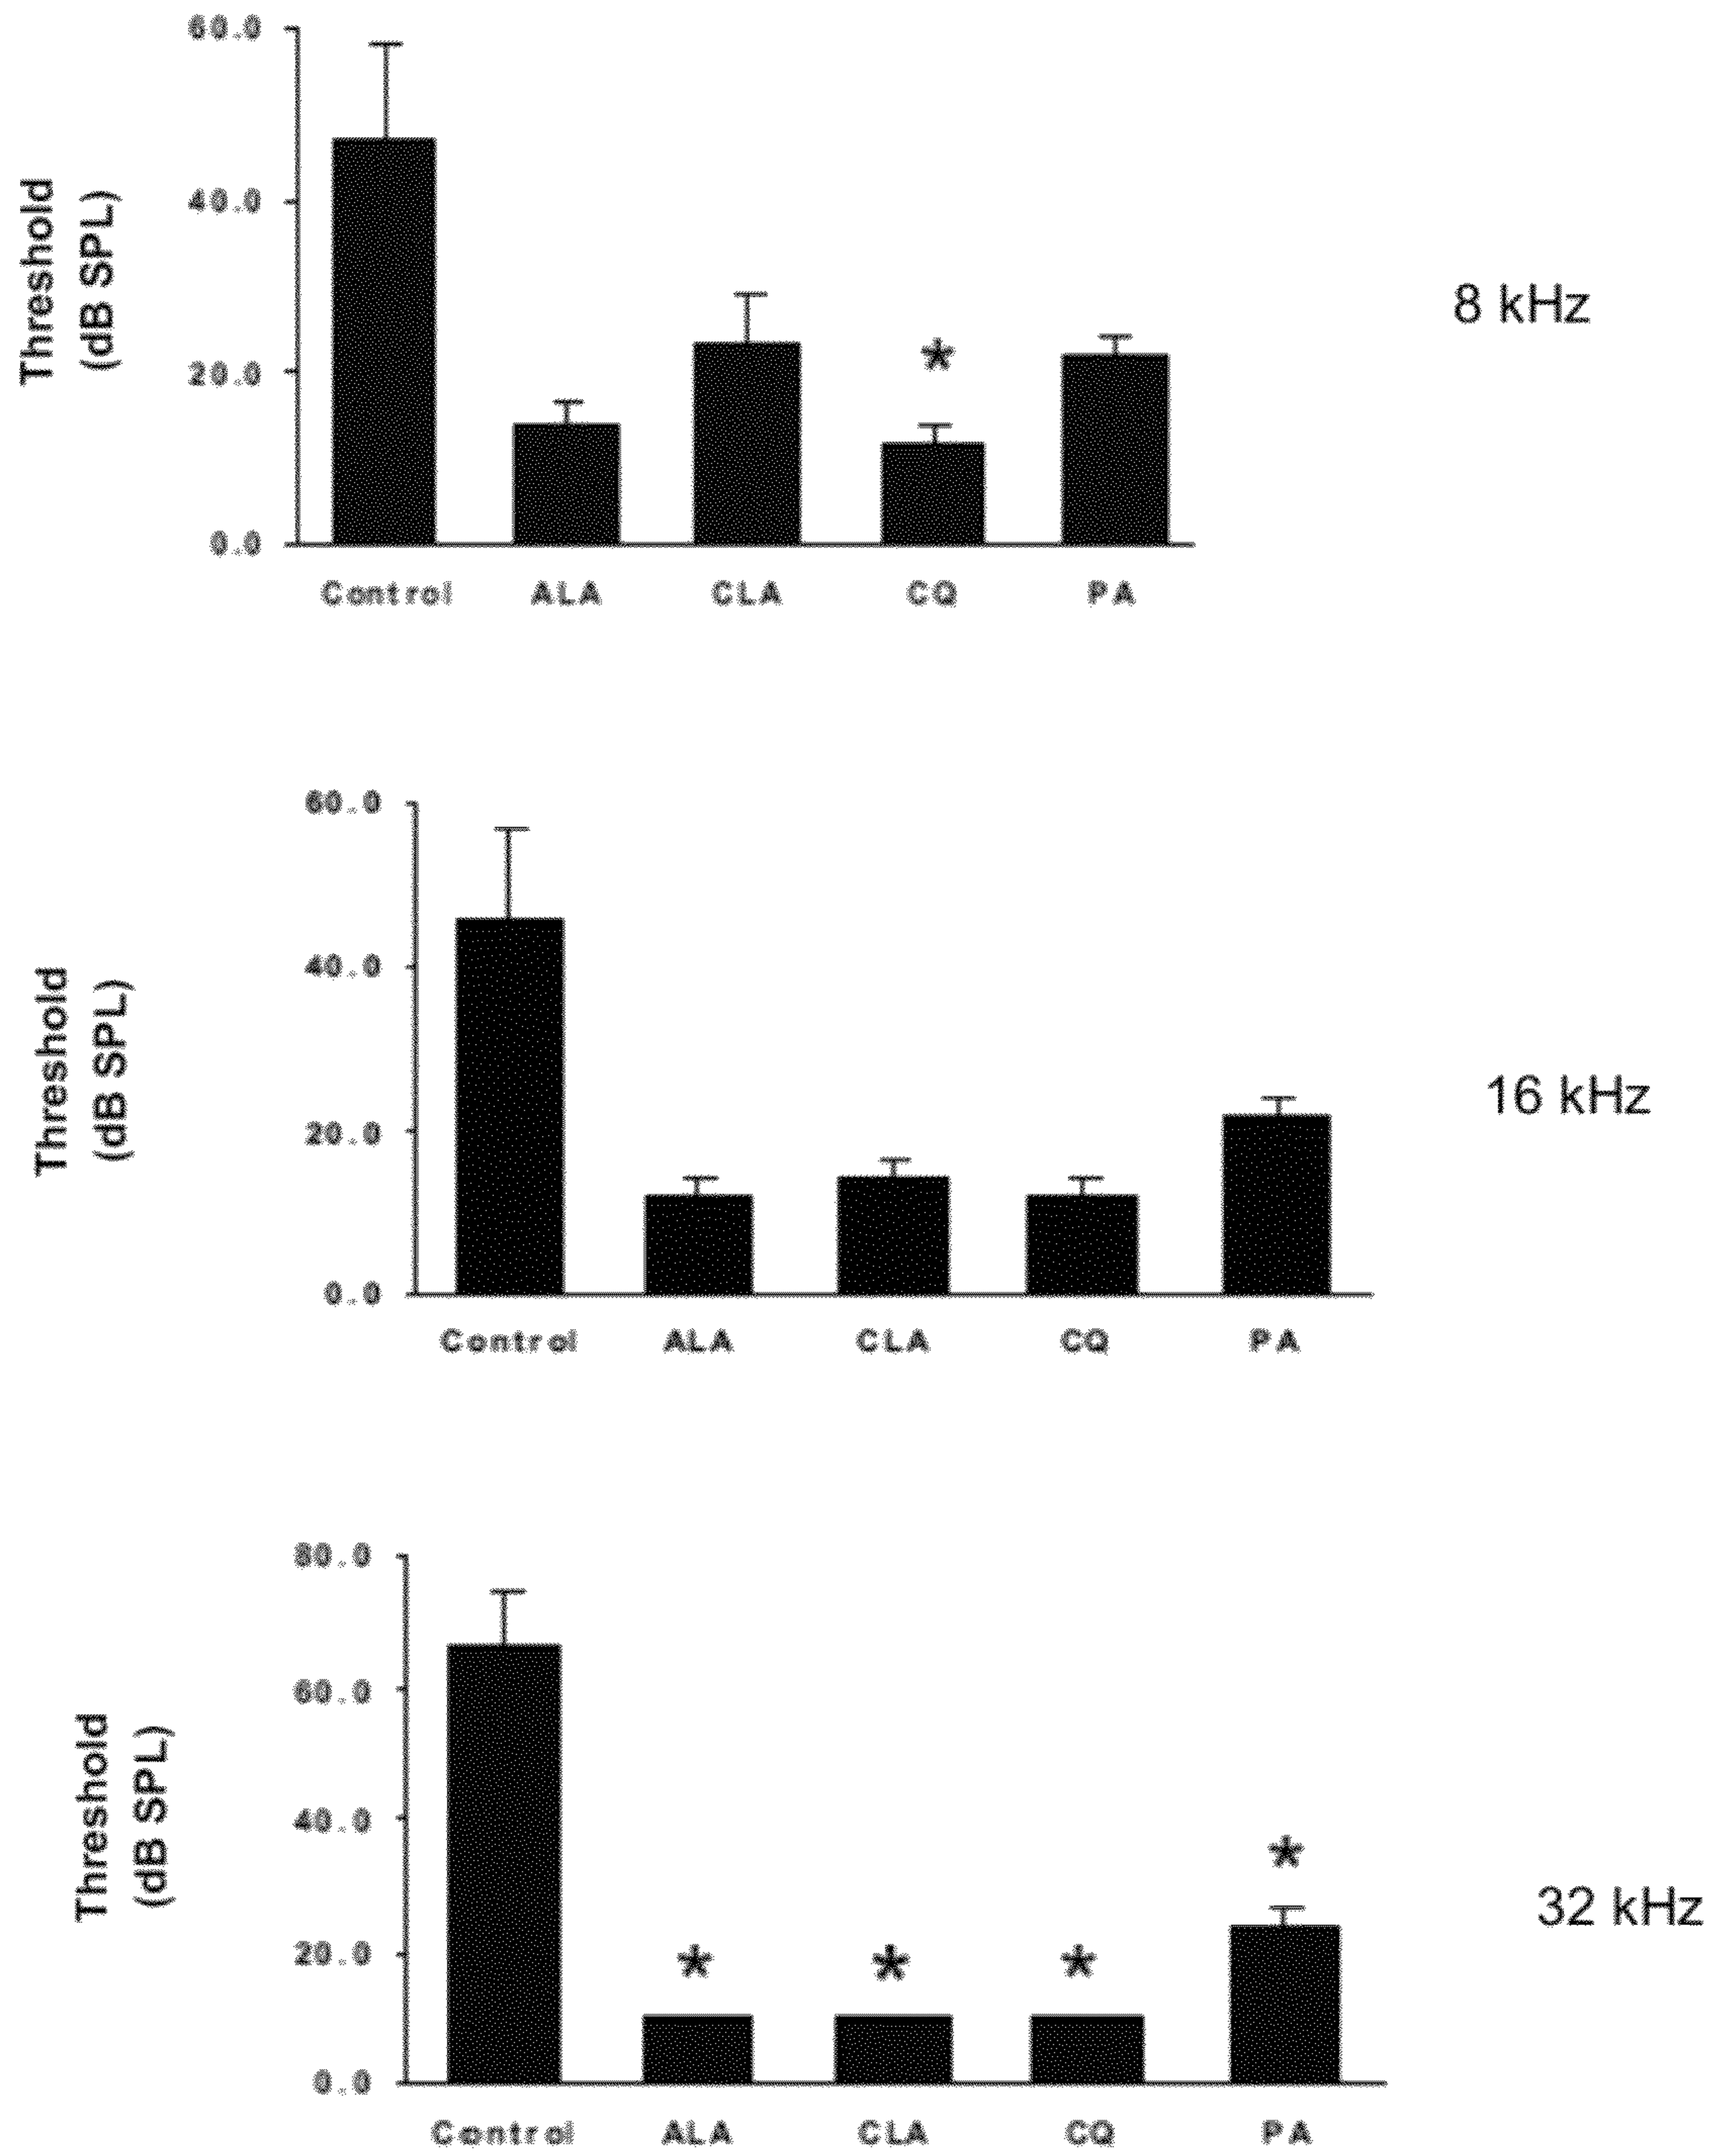 Threshold
(dB SPL)
60.0
40.0
20.0
0.0
*
Control ALA CLA CQ PA
8 kHz
Threshold
(dB SPL)
60.0
40.0
20.0
0.0
Control ALA CLA CQ PA
16 kHz
Threshold
(dB SPL)
80.0
60.0
40.0
20.0
0.0
* * * *
Control ALA CLA CQ PA
32 kHz